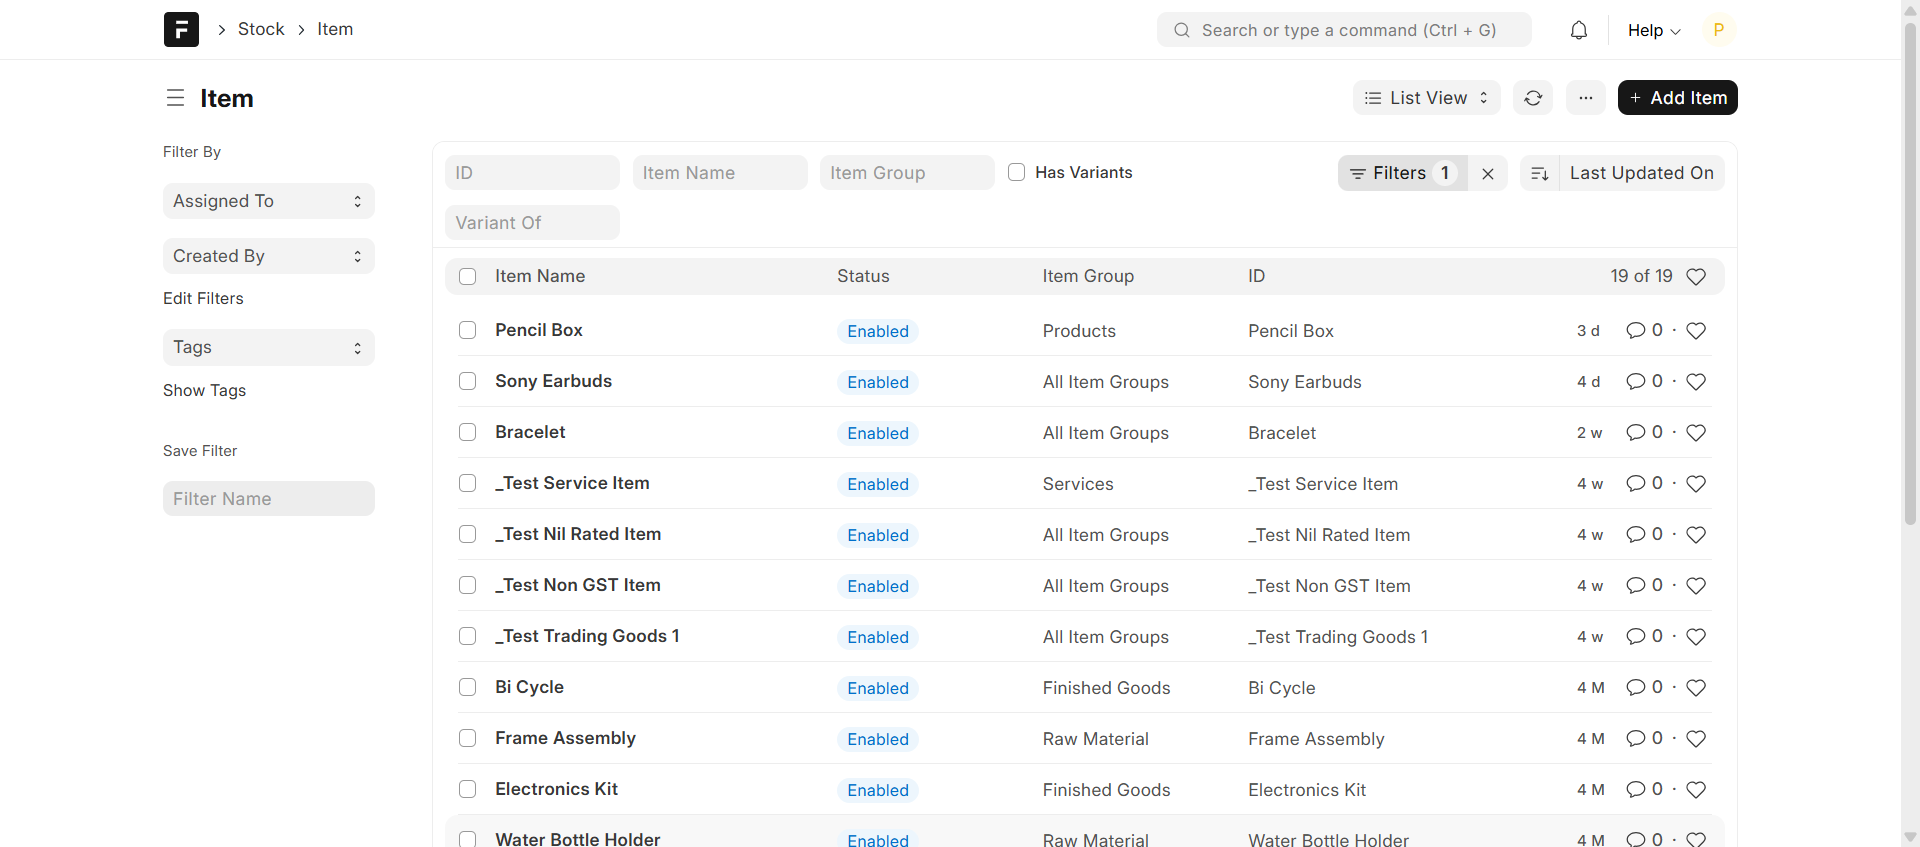 Stock
Item
Search or type a command (Ctrl + G)
Help
P
Item
List View
...
+ Add Item
Filter By
Assigned To
Created By
Edit Filters
Tags
Show Tags
Save Filter
Filter Name
ID
Item Name
Item Group
Has Variants
Filters 1
Last Updated On
Variant Of
Item Name Status Item Group ID 19 of 19
Pencil Box Enabled Products Pencil Box 3 d 0 ·
Sony Earbuds Enabled All Item Groups Sony Earbuds 4 d 0 ·
Bracelet Enabled All Item Groups Bracelet 2 w 0 ·
_Test Service Item Enabled Services _Test Service Item 4 w 0 ·
_Test Nil Rated Item Enabled All Item Groups _Test Nil Rated Item 4 w 0 ·
_Test Non GST Item Enabled All Item Groups _Test Non GST Item 4 w 0 ·
_Test Trading Goods 1 Enabled All Item Groups _Test Trading Goods 1 4 w 0 ·
Bi Cycle Enabled Finished Goods Bi Cycle 4 M 0 ·
Frame Assembly Enabled Raw Material Frame Assembly 4 M 0 ·
Electronics Kit Enabled Finished Goods Electronics Kit 4 M 0 ·
Water Bottle Holder Enabled Raw Material Water Bottle Holder 4 M 0 ·